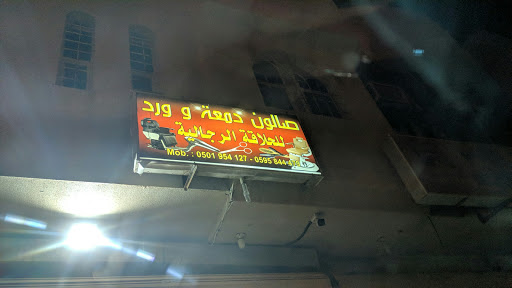 صالون دمعة و ورد
للحلاقة الرجالية
Mob. : 0501 954 127 - 0595 844